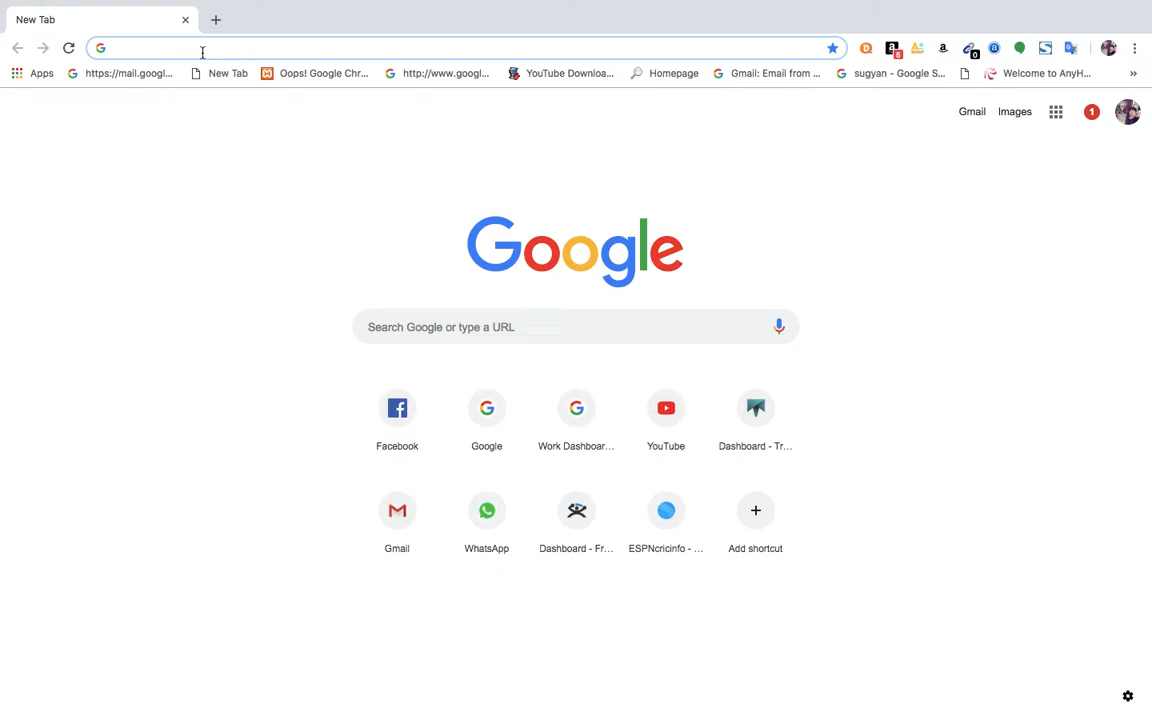 New Tab
Apps https://mail.googl... New Tab Oops! Google Chr... http://www.googl... YouTube Downloa... Homepage Gmail: Email from ... sugyan - Google S... Welcome to AnyH... »
Gmail Images 1
Google
Search Google or type a URL
Facebook Google Work Dashboar... YouTube Dashboard - Tr...
Gmail WhatsApp Dashboard - Fr... ESPNcricinfo - ... Add shortcut